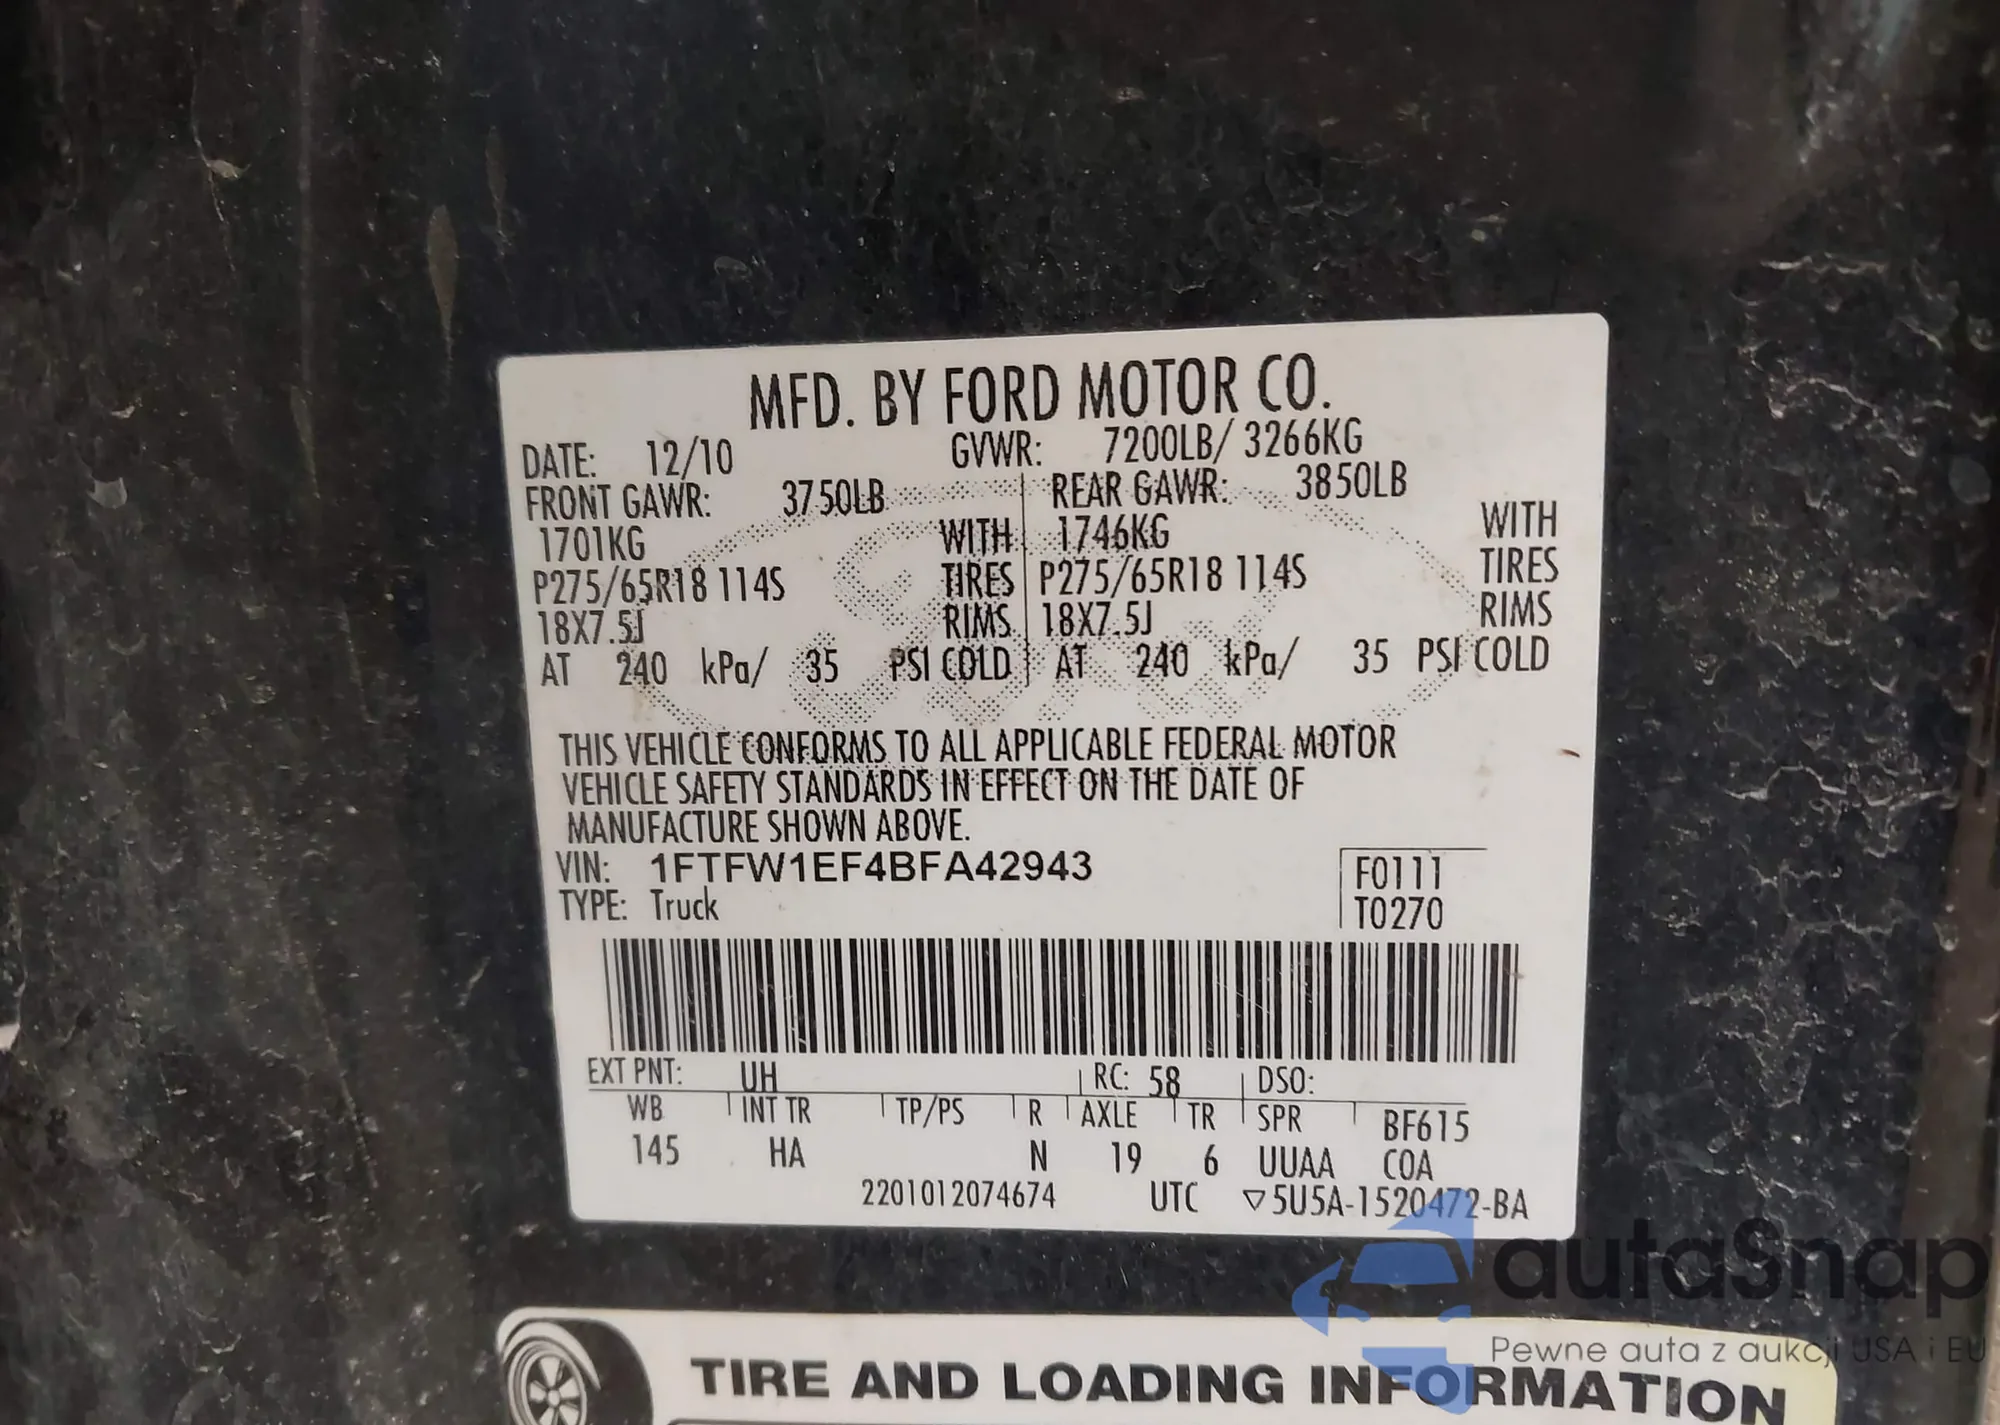 MFD. BY FORD MOTOR CO.
DATE: 12/10 GVWR: 7200LB/ 3266KG
FRONT GAWR: 3750LB REAR GAWR: 3850LB
1701KG WITH 1746KG WITH
P275/65R18 114S TIRES P275/65R18 114S TIRES
18X7.5J RIMS 18X7.5J RIMS
AT 240 kPa/ 35 PSI COLD AT 240 kPa/ 35 PSI COLD
THIS VEHICLE CONFORMS TO ALL APPLICABLE FEDERAL MOTOR
VEHICLE SAFETY STANDARDS IN EFFECT ON THE DATE OF
MANUFACTURE SHOWN ABOVE.
VIN: 1FTFW1EF4BFA42943 F0111
TYPE: Truck T0270
EXT PNT: UH RC: 58 DSO:
WB INT TR TP/PS R AXLE TR SPR BF615
145 HA N 19 6 UUAA COA
2201012074674 UTC ▽5U5A-1520472-BA
autaSnap
Pewne auta z aukcji USA i EU
TIRE AND LOADING INFORMATION